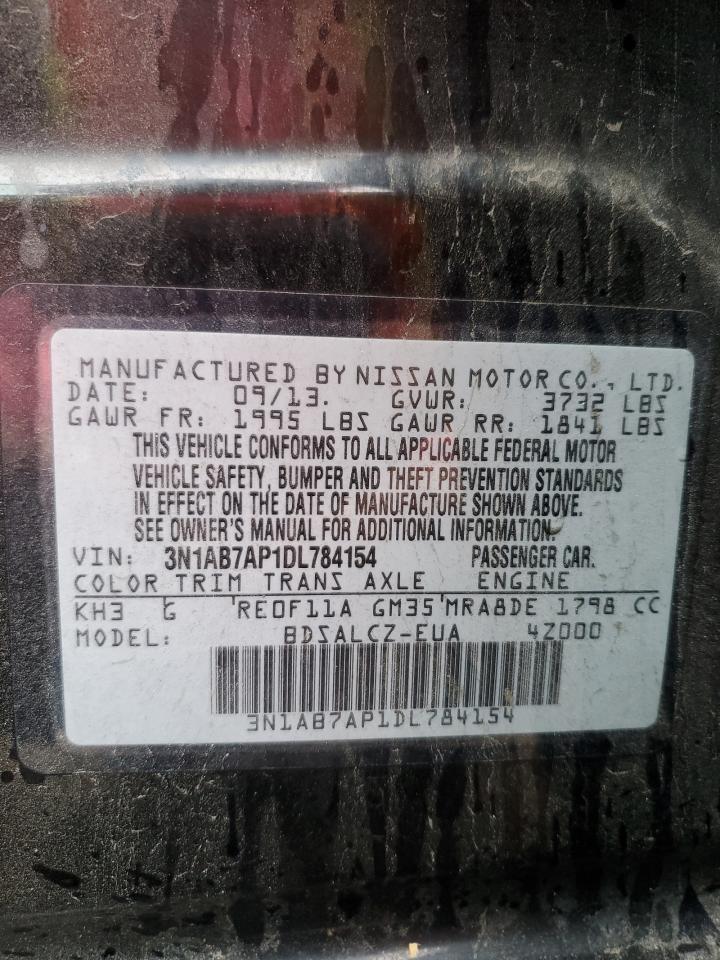 MANUFACTURED BY NISSAN MOTOR CO., LTD.
DATE: 09/13. GVWR: 3732 LBS
GAWR FR: 1995 LBS GAWR RR: 1841 LBS
THIS VEHICLE CONFORMS TO ALL APPLICABLE FEDERAL MOTOR
VEHICLE SAFETY, BUMPER AND THEFT PREVENTION STANDARDS
IN EFFECT ON THE DATE OF MANUFACTURE SHOWN ABOVE.
SEE OWNER'S MANUAL FOR ADDITIONAL INFORMATION.
VIN: 3N1AB7AP1DL784154 PASSENGER CAR.
COLOR TRIM TRANS AXLE ENGINE
KH3 G RE0F11A GM35 MRA8DE 1798 CC
MODEL: BDSALCZ-EUA 4Z000
3N1AB7AP1DL784154